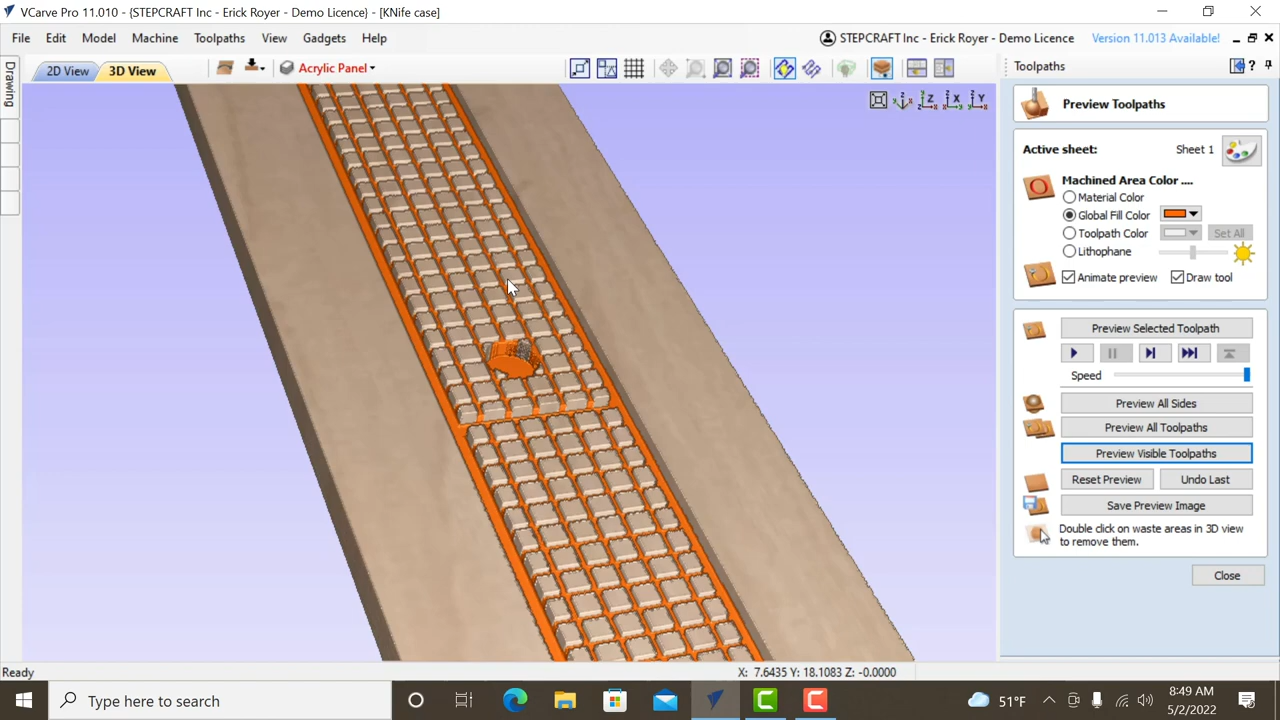 VCarve Pro 11.010 - {STEPCRAFT Inc - Erick Royer - Demo Licence} - [KNife case]
File Edit Model Machine Toolpaths View Gadgets Help
STEPCRAFT Inc - Erick Royer - Demo Licence Version 11.013 Available!
Drawing
2D View 3D View
Acrylic Panel
Toolpaths
Z X Y
Preview Toolpaths
Active sheet: Sheet 1
Machined Area Color ....
Material Color
Global Fill Color
Toolpath Color Set All
Lithophane
Animate preview Draw tool
Preview Selected Toolpath
Speed
Preview All Sides
Preview All Toolpaths
Preview Visible Toolpaths
Reset Preview Undo Last
Save Preview Image
Double click on waste areas in 3D view
to remove them.
Close
Ready
X: 7.6435 Y: 18.1083 Z: -0.0000
Type here to search
51°F
8:49 AM
5/2/2022